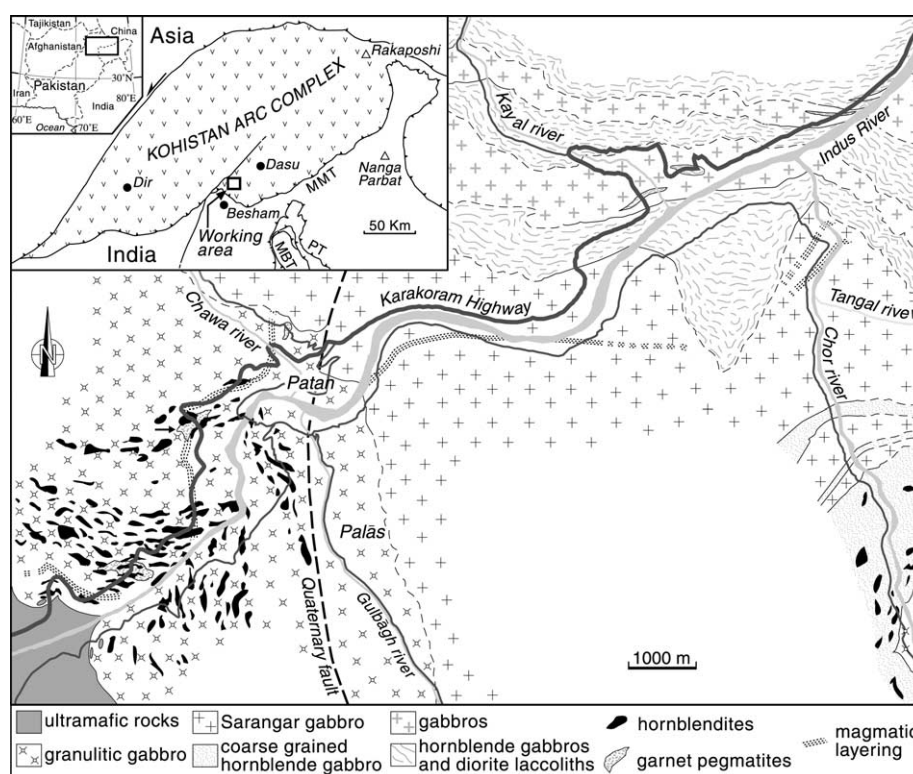 Tajikistan
China
Afghanistan
Pakistan
Iran
India
Ocean
30°N
80°E
60°E
70°E
Asia
Rakaposhi
KOHISTAN ARC COMPLEX
Dir
Dasu
Nanga
Parbat
MMT
Besham
Working
area
India
MBT
PT
50 Km
Kayal river
Indus River
Karakoram Highway
Chawa river
Tangal river
Chor river
N
Patan
Palās
Quaternary fault
Gulbāgh river
1000 m
ultramafic rocks
Sarangar gabbro
gabbros
hornblendites
magmatic
layering
granulitic gabbro
coarse grained
hornblende gabbro
hornblende gabbros
and diorite laccoliths
garnet pegmatites